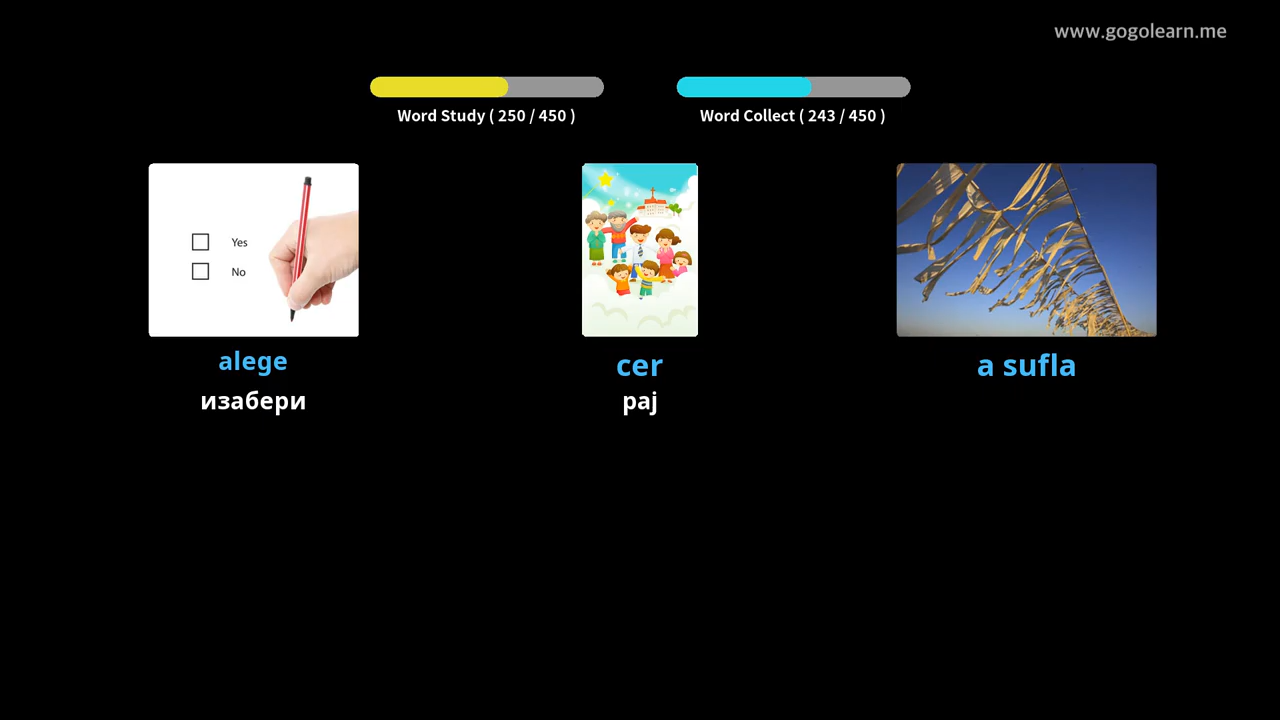 www.gogolearn.me
Word Study ( 250 / 450 )
Word Collect ( 243 / 450 )
Yes
No
alege
cer
a sufla
изабери
рај